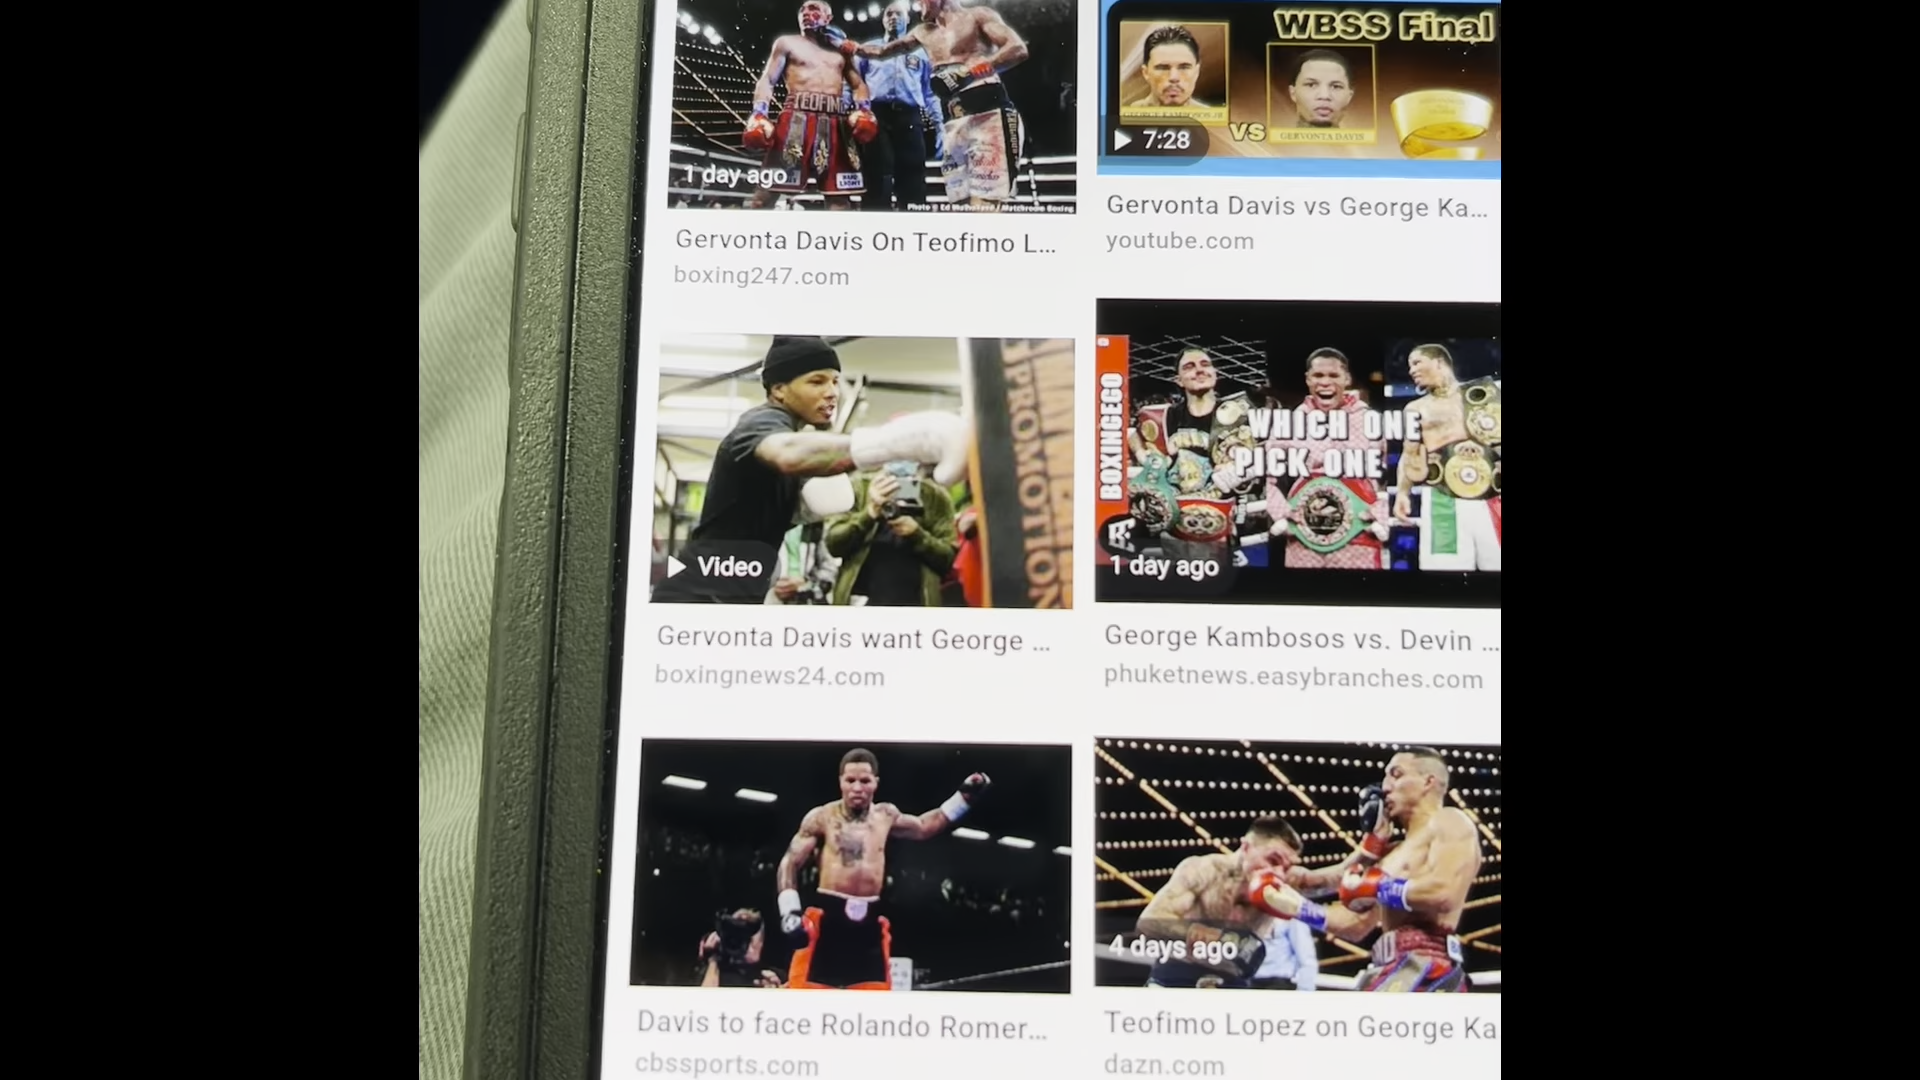 TEOFIMO
1 day ago
Photo © Ed Mulholland / Matchroom Boxing
Gervonta Davis On Teofimo L...
boxing247.com
WBSS Final
GEORGE KAMBOSOS JR
VS
GERVONTA DAVIS
7:28
Gervonta Davis vs George Ka...
youtube.com
PROMOTION
Video
Gervonta Davis want George ...
boxingnews24.com
BOXINGEGO
WHICH ONE
PICK ONE
1 day ago
George Kambosos vs. Devin ...
phuketnews.easybranches.com
Davis to face Rolando Romer...
cbssports.com
4 days ago
Teofimo Lopez on George Ka
dazn.com